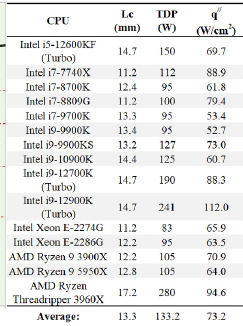 CPU Lc (mm) TDP (W) q// (W/cm2)
Intel i5-12600KF (Turbo) 14.7 150 69.7
Intel i7-7740X 11.2 112 88.9
Intel i7-8700K 12.4 95 61.8
Intel i7-8809G 11.2 100 79.4
Intel i7-9700K 13.3 95 53.4
Intel i9-9900K 13.4 95 52.7
Intel i9-9900KS 13.2 127 73.0
Intel i9-10900K 14.4 125 60.7
Intel i9-12700K (Turbo) 14.7 190 88.3
Intel i9-12900K (Turbo) 14.7 241 112.0
Intel Xeon E-2274G 11.2 83 65.9
Intel Xeon E-2286G 12.2 95 63.5
AMD Ryzen 9 3900X 12.2 105 70.9
AMD Ryzen 9 5950X 12.8 105 64.0
AMD Ryzen Threadripper 3960X 17.2 280 94.6
Average: 13.3 133.2 73.2